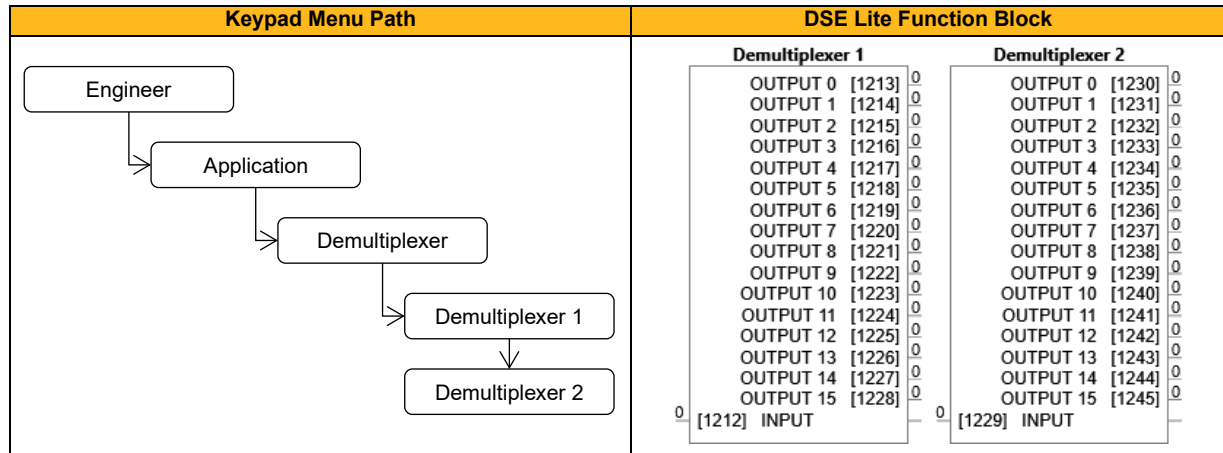 Keypad Menu Path
DSE Lite Function Block
Engineer
Application
Demultiplexer
Demultiplexer 1
Demultiplexer 2
Demultiplexer 1
OUTPUT 0 [1213] 0
OUTPUT 1 [1214] 0
OUTPUT 2 [1215] 0
OUTPUT 3 [1216] 0
OUTPUT 4 [1217] 0
OUTPUT 5 [1218] 0
OUTPUT 6 [1219] 0
OUTPUT 7 [1220] 0
OUTPUT 8 [1221] 0
OUTPUT 9 [1222] 0
OUTPUT 10 [1223] 0
OUTPUT 11 [1224] 0
OUTPUT 12 [1225] 0
OUTPUT 13 [1226] 0
OUTPUT 14 [1227] 0
OUTPUT 15 [1228] 0
0 [1212] INPUT
Demultiplexer 2
OUTPUT 0 [1230] 0
OUTPUT 1 [1231] 0
OUTPUT 2 [1232] 0
OUTPUT 3 [1233] 0
OUTPUT 4 [1234] 0
OUTPUT 5 [1235] 0
OUTPUT 6 [1236] 0
OUTPUT 7 [1237] 0
OUTPUT 8 [1238] 0
OUTPUT 9 [1239] 0
OUTPUT 10 [1240] 0
OUTPUT 11 [1241] 0
OUTPUT 12 [1242] 0
OUTPUT 13 [1243] 0
OUTPUT 14 [1244] 0
OUTPUT 15 [1245] 0
0 [1229] INPUT